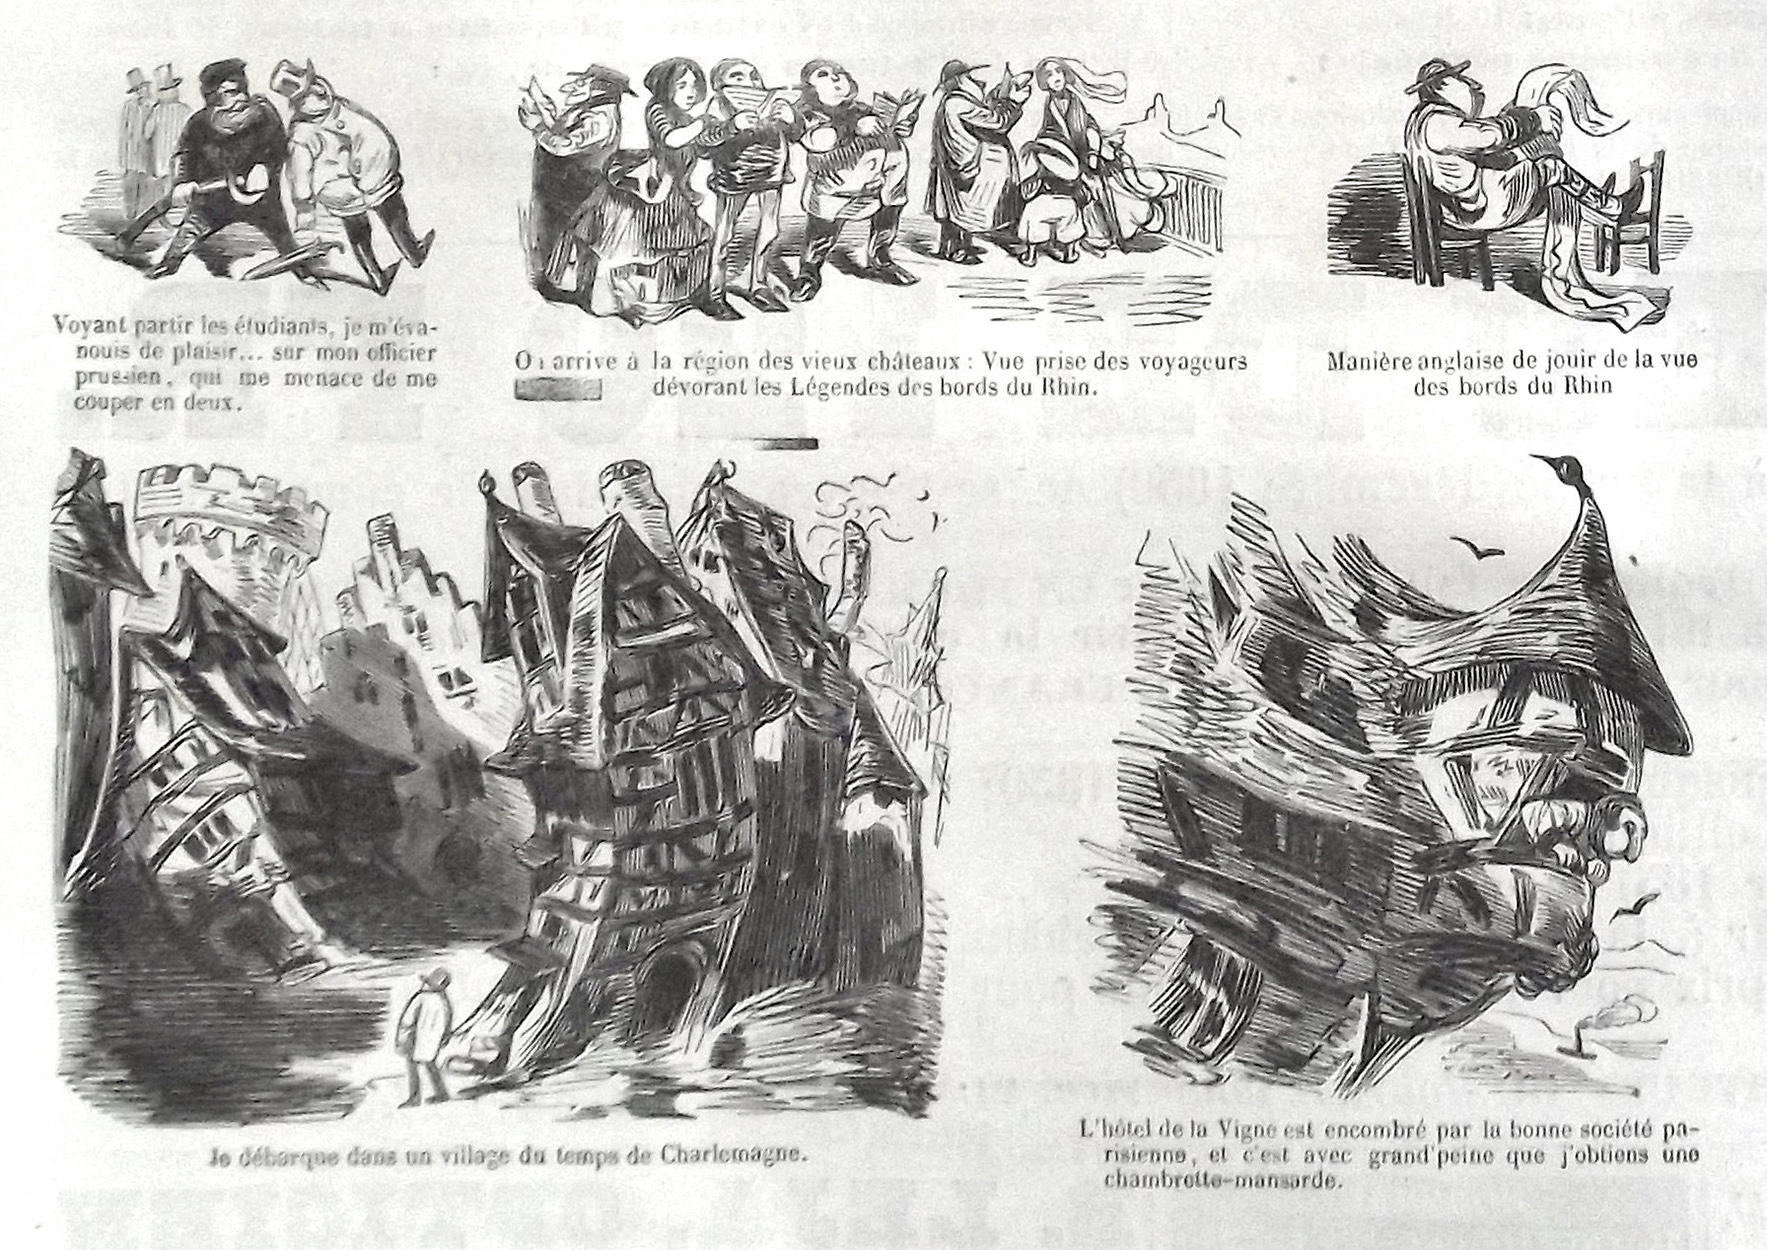 Voyant partir les étudiants, je m'éva-
nouis de plaisir... sur mon officier
prussien, qui me menace de me
couper en deux.
On arrive à la région des vieux châteaux : Vue prise des voyageurs
dévorant les Légendes des bords du Rhin.
Manière anglaise de jouir de la vue
des bords du Rhin
Je débarque dans un village du temps de Charlemagne.
L'hôtel de la Vigne est encombré par la bonne société pa-
risienne, et c'est avec grand'peine que j'obtiens une
chambrette-mansarde.